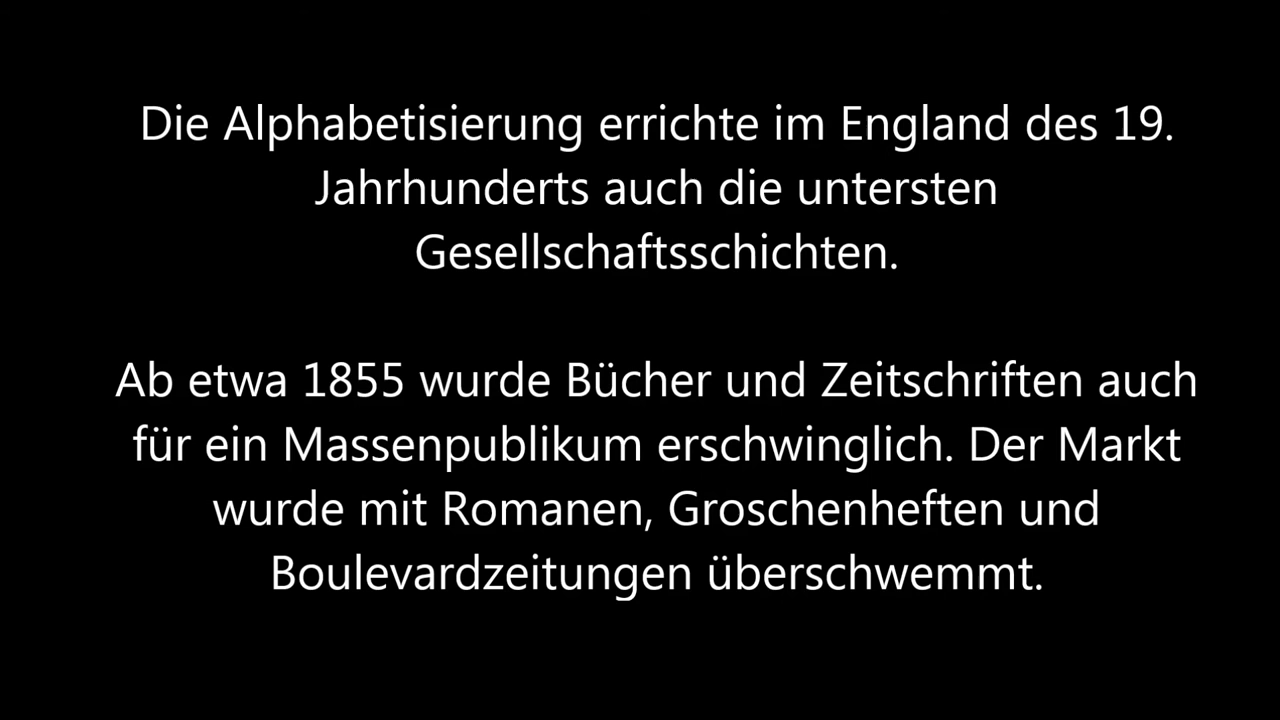 Die Alphabetisierung errichte im England des 19.
Jahrhunderts auch die untersten
Gesellschaftsschichten.
Ab etwa 1855 wurde Bücher und Zeitschriften auch
für ein Massenpublikum erschwinglich. Der Markt
wurde mit Romanen, Groschenheften und
Boulevardzeitungen überschwemmt.